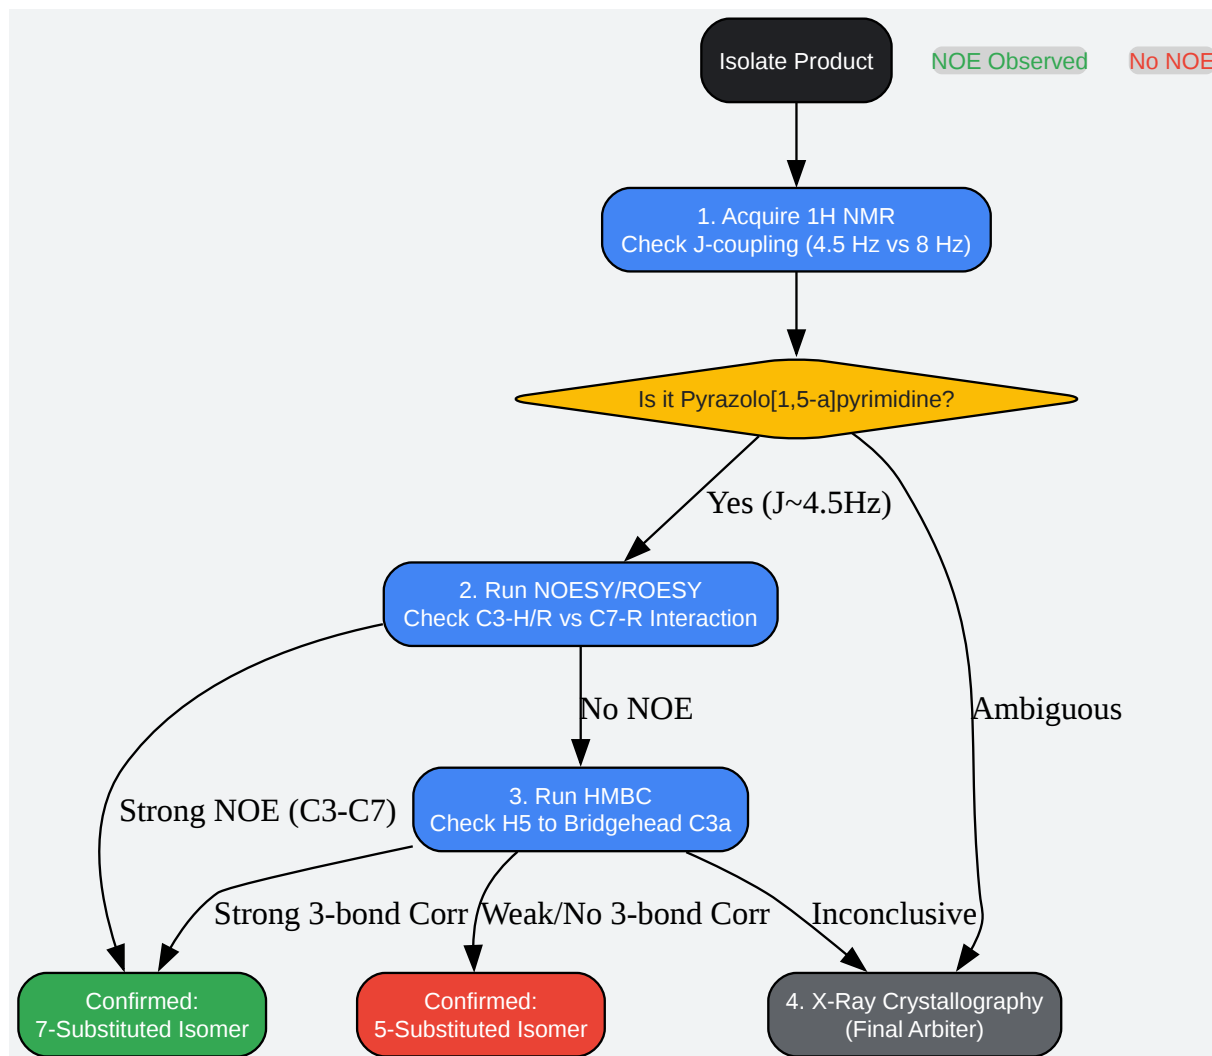 Isolate Product
NOE Observed
No NOE
1. Acquire 1H NMR
Check J-coupling (4.5 Hz vs 8 Hz)
Is it Pyrazolo[1,5-a]pyrimidine?
Yes (J~4.5Hz)
2. Run NOESY/ROESY
Check C3-H/R vs C7-R Interaction
No NOE
Ambiguous
3. Run HMBC
Check H5 to Bridgehead C3a
Strong NOE (C3-C7)
Strong 3-bond Corr
Weak/No 3-bond Corr
Inconclusive
Confirmed:
7-Substituted Isomer
Confirmed:
5-Substituted Isomer
4. X-Ray Crystallography
(Final Arbiter)